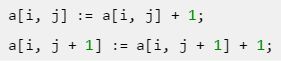 a[i, j] := a[i, j] + 1;
a[i, j + 1] := a[i, j + 1] + 1;